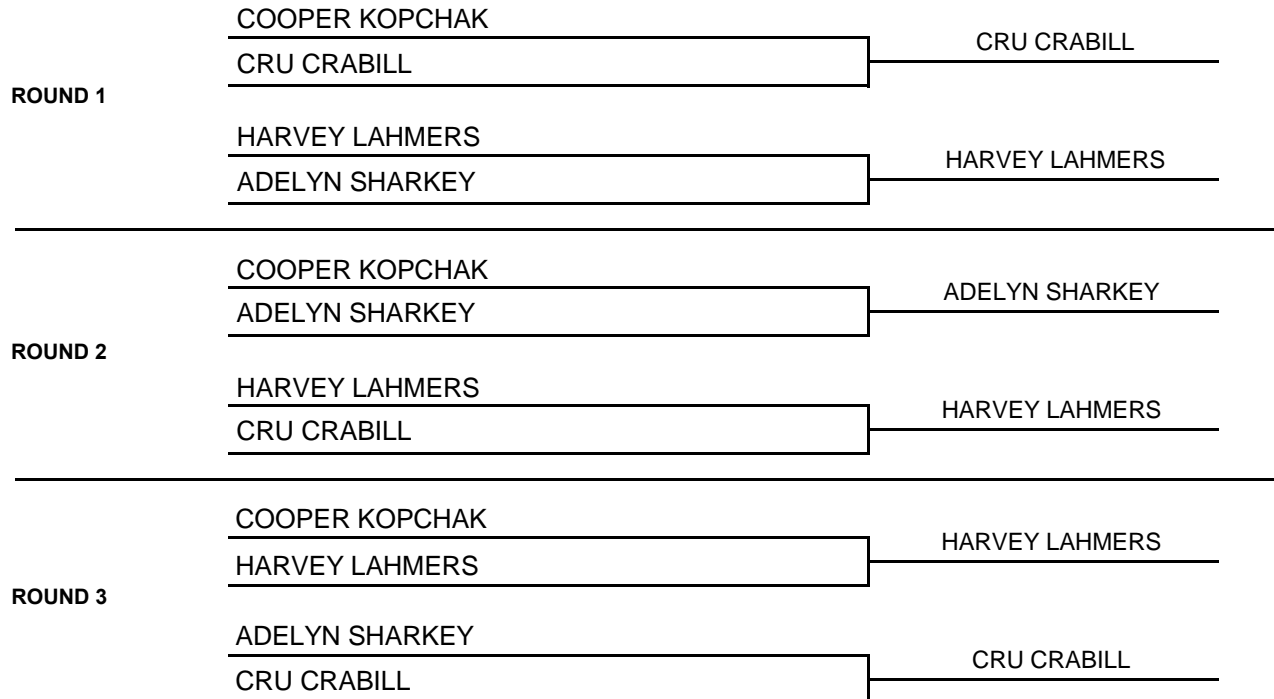 COOPER KOPCHAK
CRU CRABILL
CRU CRABILL
ROUND 1
HARVEY LAHMERS
HARVEY LAHMERS
ADELYN SHARKEY
COOPER KOPCHAK
ADELYN SHARKEY
ADELYN SHARKEY
ROUND 2
HARVEY LAHMERS
HARVEY LAHMERS
CRU CRABILL
COOPER KOPCHAK
HARVEY LAHMERS
HARVEY LAHMERS
ROUND 3
ADELYN SHARKEY
CRU CRABILL
CRU CRABILL